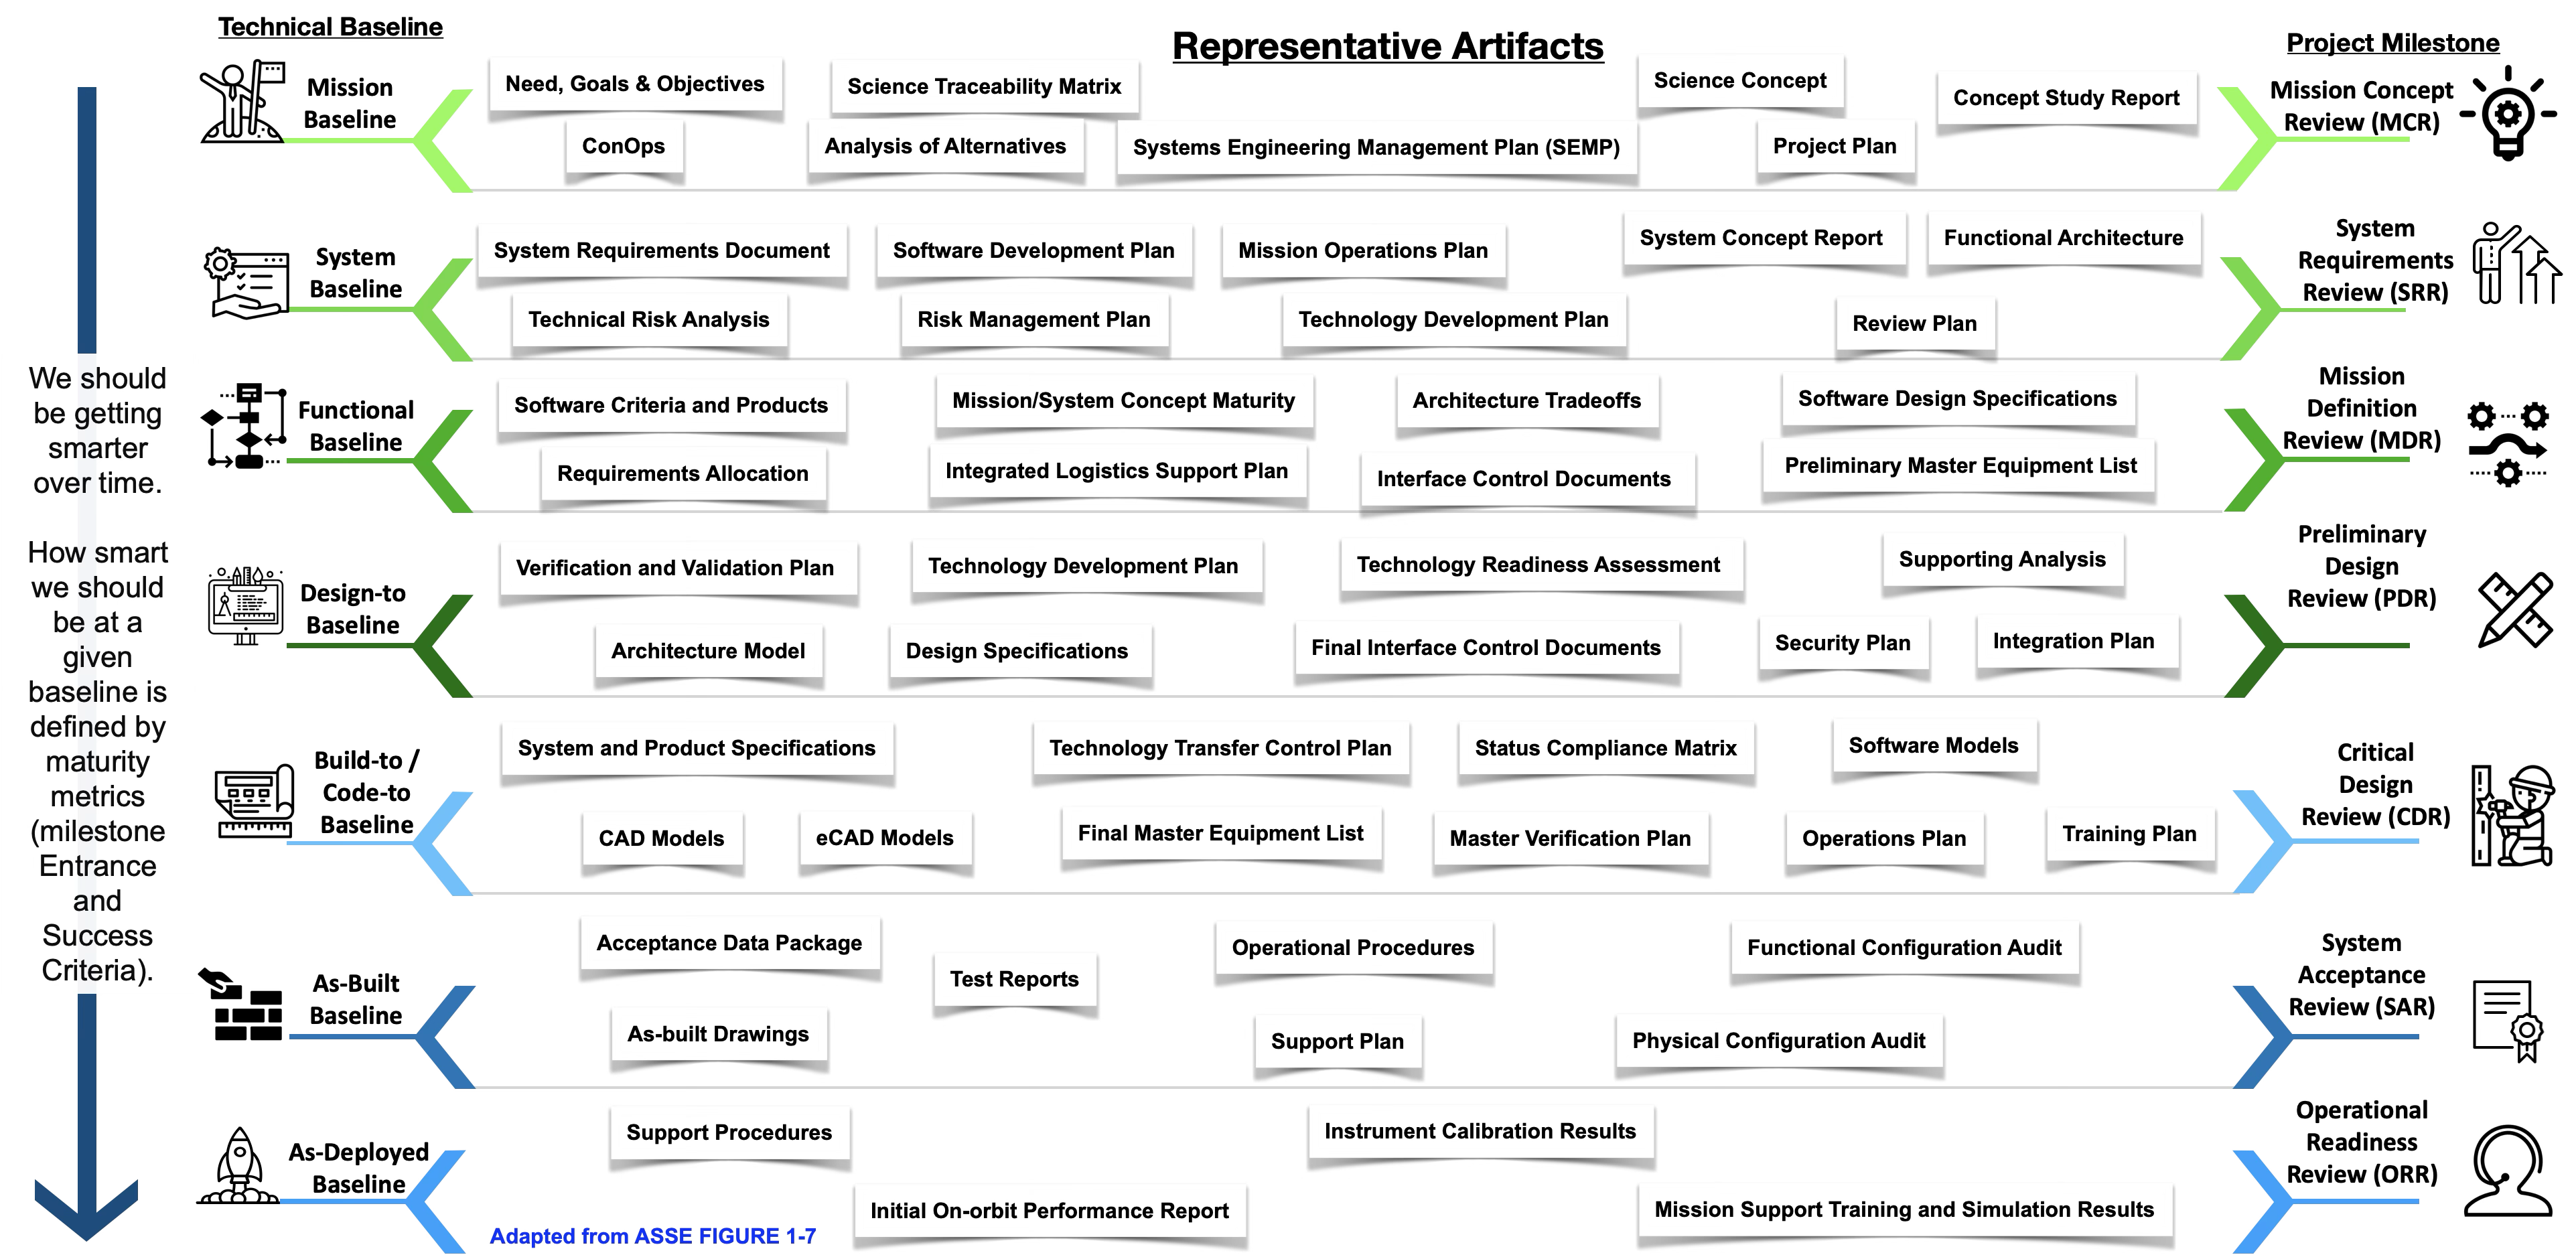 Technical Baseline
Representative Artifacts
Project Milestone
Mission
Baseline
Need, Goals & Objectives
Science Traceability Matrix
Science Concept
Concept Study Report
ConOps
Analysis of Alternatives
Systems Engineering Management Plan (SEMP)
Project Plan
Mission Concept
Review (MCR)
System
Baseline
System Requirements Document
Software Development Plan
Mission Operations Plan
System Concept Report
Functional Architecture
Technical Risk Analysis
Risk Management Plan
Technology Development Plan
Review Plan
System
Requirements
Review (SRR)
We should
be getting
smarter
over time.
How smart
we should
be at a
given
baseline is
defined by
maturity
metrics
(milestone
Entrance
and
Success
Criteria).
Functional
Baseline
Software Criteria and Products
Mission/System Concept Maturity
Architecture Tradeoffs
Software Design Specifications
Requirements Allocation
Integrated Logistics Support Plan
Interface Control Documents
Preliminary Master Equipment List
Mission
Definition
Review (MDR)
Design-to
Baseline
Verification and Validation Plan
Technology Development Plan
Technology Readiness Assessment
Supporting Analysis
Architecture Model
Design Specifications
Final Interface Control Documents
Security Plan
Integration Plan
Preliminary
Design
Review (PDR)
Build-to /
Code-to
Baseline
System and Product Specifications
Technology Transfer Control Plan
Status Compliance Matrix
Software Models
CAD Models
eCAD Models
Final Master Equipment List
Master Verification Plan
Operations Plan
Training Plan
Critical
Design
Review (CDR)
As-Built
Baseline
Acceptance Data Package
Test Reports
Operational Procedures
Functional Configuration Audit
As-built Drawings
Support Plan
Physical Configuration Audit
System
Acceptance
Review (SAR)
As-Deployed
Baseline
Support Procedures
Instrument Calibration Results
Initial On-orbit Performance Report
Mission Support Training and Simulation Results
Operational
Readiness
Review (ORR)
Adapted from ASSE FIGURE 1-7